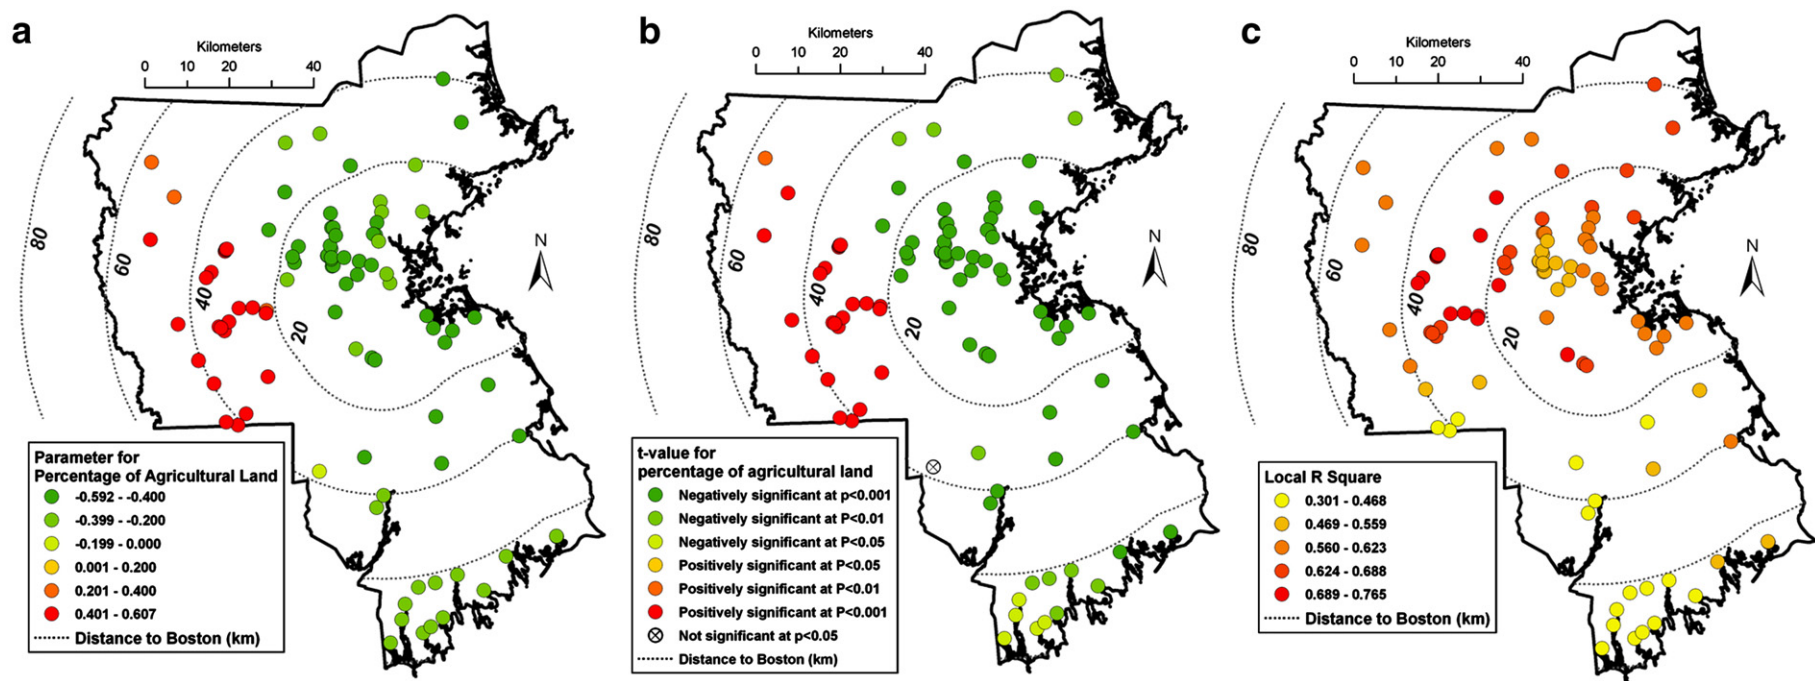 a
Kilometers
0 10 20 40
N
80
60
40
20
Parameter for
Percentage of Agricultural Land
-0.592 - -0.400
-0.399 - -0.200
-0.199 - 0.000
0.001 - 0.200
0.201 - 0.400
0.401 - 0.607
Distance to Boston (km)
b
Kilometers
0 10 20 40
N
80
60
40
20
t-value for
percentage of agricultural land
Negatively significant at p<0.001
Negatively significant at P<0.01
Negatively significant at P<0.05
Positively significant at P<0.05
Positively significant at P<0.01
Positively significant at P<0.001
Not significant at p<0.05
Distance to Boston (km)
c
Kilometers
0 10 20 40
N
80
60
40
20
Local R Square
0.301 - 0.468
0.469 - 0.559
0.560 - 0.623
0.624 - 0.688
0.689 - 0.765
Distance to Boston (km)